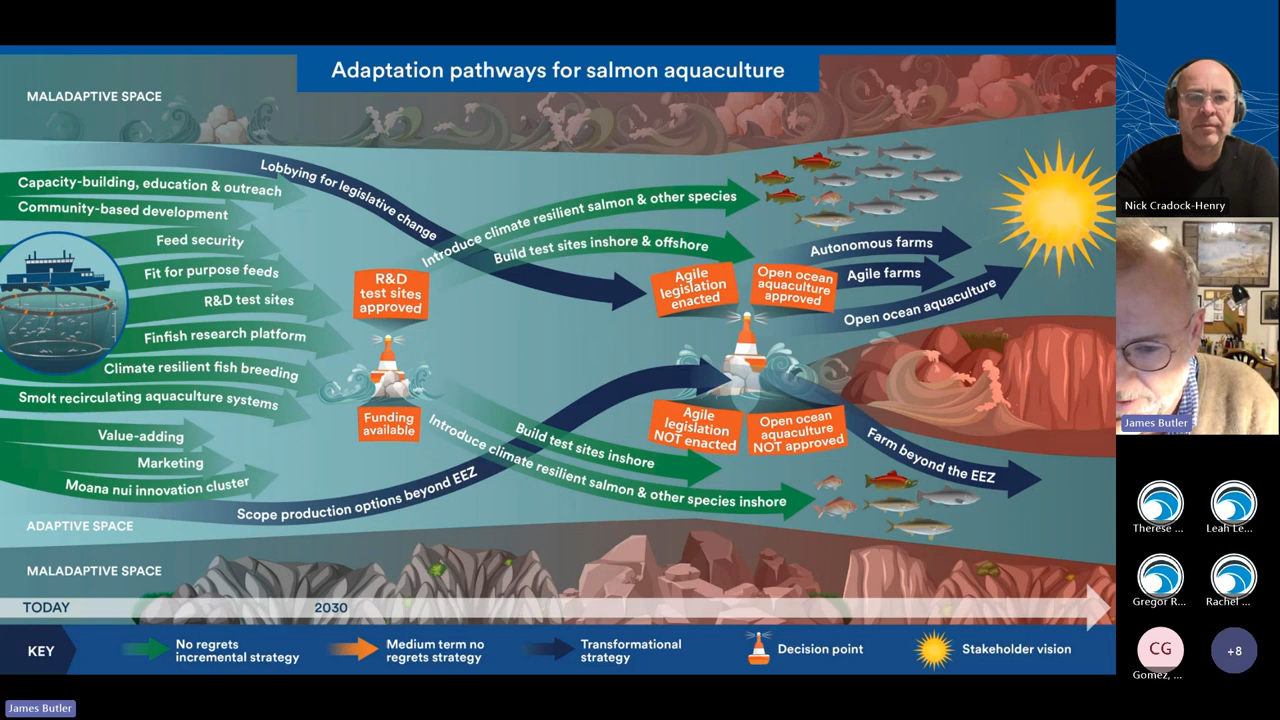 Adaptation pathways for salmon aquaculture
MALADAPTIVE SPACE
Lobbying for legislative change
Capacity-building, education & outreach
Community-based development
Feed security
Fit for purpose feeds
R&D test sites
Finfish research platform
Climate resilient fish breeding
Smolt recirculating aquaculture systems
Value-adding
Marketing
Moana nui innovation cluster
Scope production options beyond EEZ
R&D
test sites
approved
Funding
available
Introduce climate resilient salmon & other species
Build test sites inshore & offshore
Build test sites inshore
Introduce climate resilient salmon & other species inshore
Agile
legislation
enacted
Open ocean
aquaculture
approved
Agile
legislation
NOT enacted
Open ocean
aquaculture
NOT approved
Autonomous farms
Agile farms
Open ocean aquaculture
Farm beyond the EEZ
ADAPTIVE SPACE
MALADAPTIVE SPACE
TODAY
2030
KEY
No regrets
incremental strategy
Medium term no
regrets strategy
Transformational
strategy
Decision point
Stakeholder vision
Nick Cradock-Henry
James Butler
Therese ...
Leah Le...
Gregor R...
Rachel ...
CG
Gomez, ...
+8
James Butler